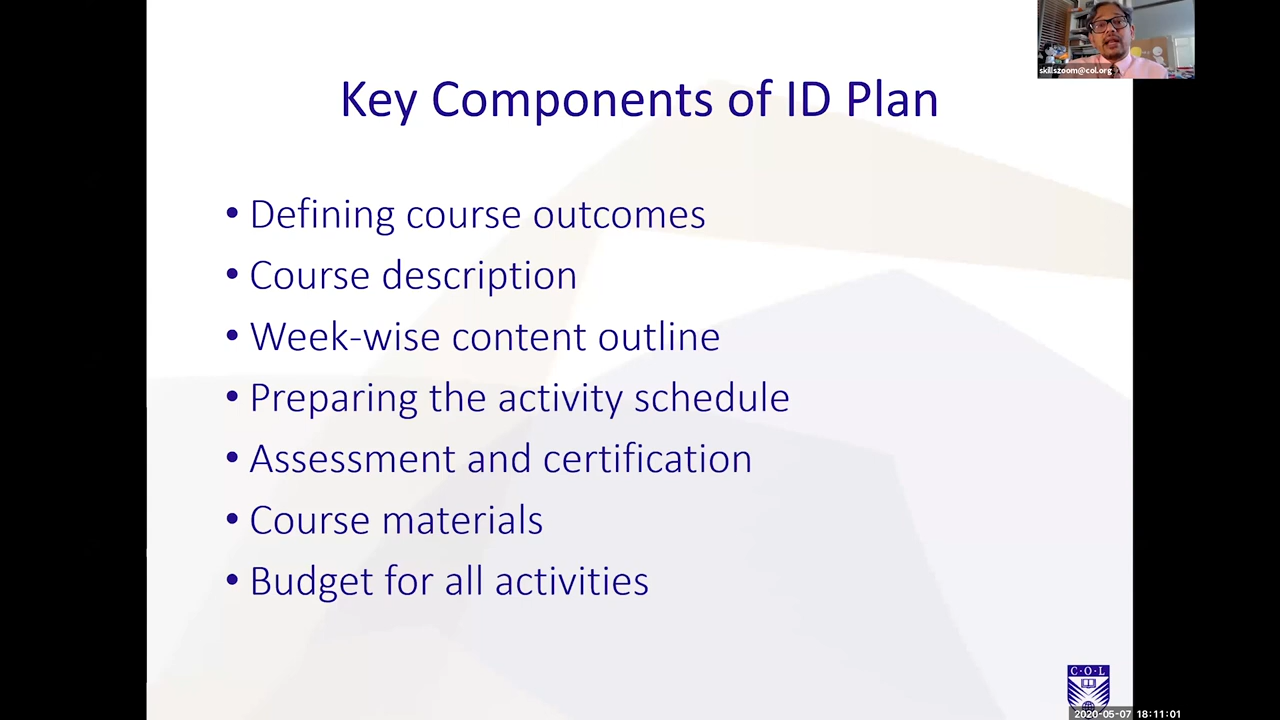 skillszoom@col.org
Key Components of ID Plan
• Defining course outcomes
• Course description
• Week-wise content outline
• Preparing the activity schedule
• Assessment and certification
• Course materials
• Budget for all activities
C·O·L
2020-05-07 18:11:01